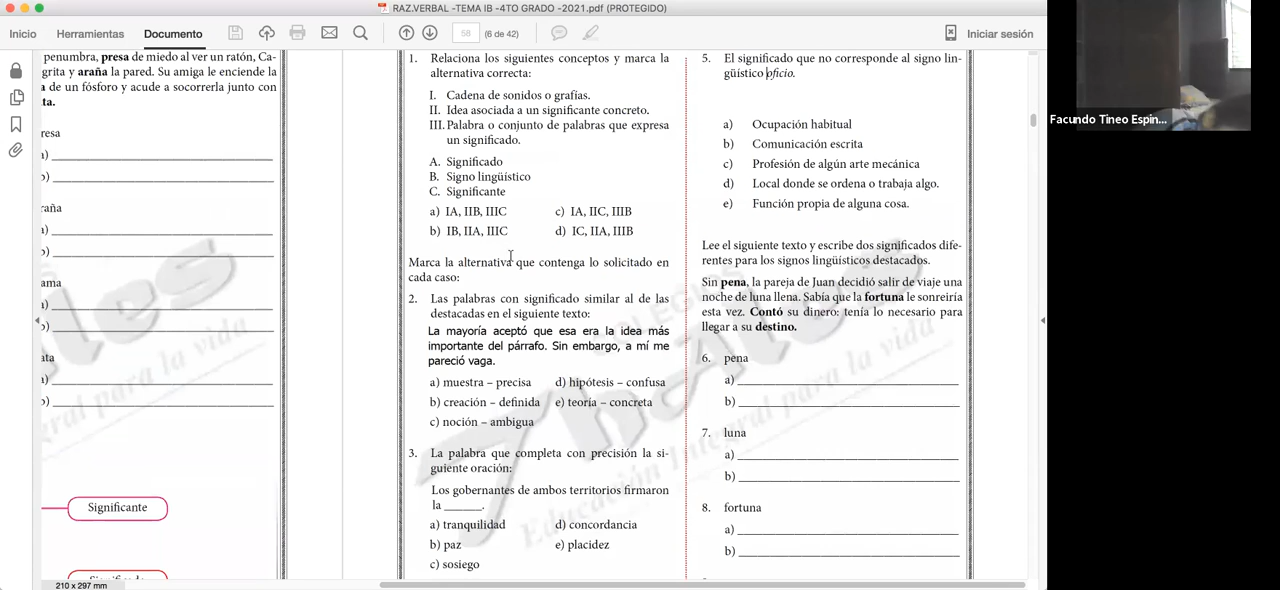 RAZ.VERBAL -TEMA IB -4TO GRADO -2021.pdf (PROTEGIDO)
Inicio
Herramientas
Documento
58
(6 de 42)
Iniciar sesión
penumbra, presa de miedo al ver un ratón, Ca-
grita y araña la pared. Su amiga le enciende la
a de un fósforo y acude a socorrerla junto con
ta.
resa
a)
b)
raña
a)
b)
ama
a)
b)
ata
a)
b)
Significante
Significado
210 x 297 mm
1. Relaciona los siguientes conceptos y marca la
alternativa correcta:
I. Cadena de sonidos o grafías.
II. Idea asociada a un significante concreto.
III. Palabra o conjunto de palabras que expresa
un significado.
A. Significado
B. Signo lingüístico
C. Significante
a) IA, IIB, IIIC c) IA, IIC, IIIB
b) IB, IIA, IIIC d) IC, IIA, IIIB
Marca la alternativa que contenga lo solicitado en
cada caso:
2. Las palabras con significado similar al de las
destacadas en el siguiente texto:
La mayoría aceptó que esa era la idea más
importante del párrafo. Sin embargo, a mí me
pareció vaga.
a) muestra – precisa d) hipótesis – confusa
b) creación – definida e) teoría – concreta
c) noción – ambigua
3. La palabra que completa con precisión la si-
guiente oración:
Los gobernantes de ambos territorios firmaron
la ______.
a) tranquilidad d) concordancia
b) paz e) placidez
c) sosiego
5. El significado que no corresponde al signo lin-
güístico oficio.
a) Ocupación habitual
b) Comunicación escrita
c) Profesión de algún arte mecánica
d) Local donde se ordena o trabaja algo.
e) Función propia de alguna cosa.
Lee el siguiente texto y escribe dos significados dife-
rentes para los signos lingüísticos destacados.
Sin pena, la pareja de Juan decidió salir de viaje una
noche de luna llena. Sabía que la fortuna le sonreiría
esta vez. Contó su dinero: tenía lo necesario para
llegar a su destino.
6. pena
a)
b)
7. luna
a)
b)
8. fortuna
a)
b)
COLEGIOS
Thales
Educación Integral para la vida
Facundo Tineo Espin...